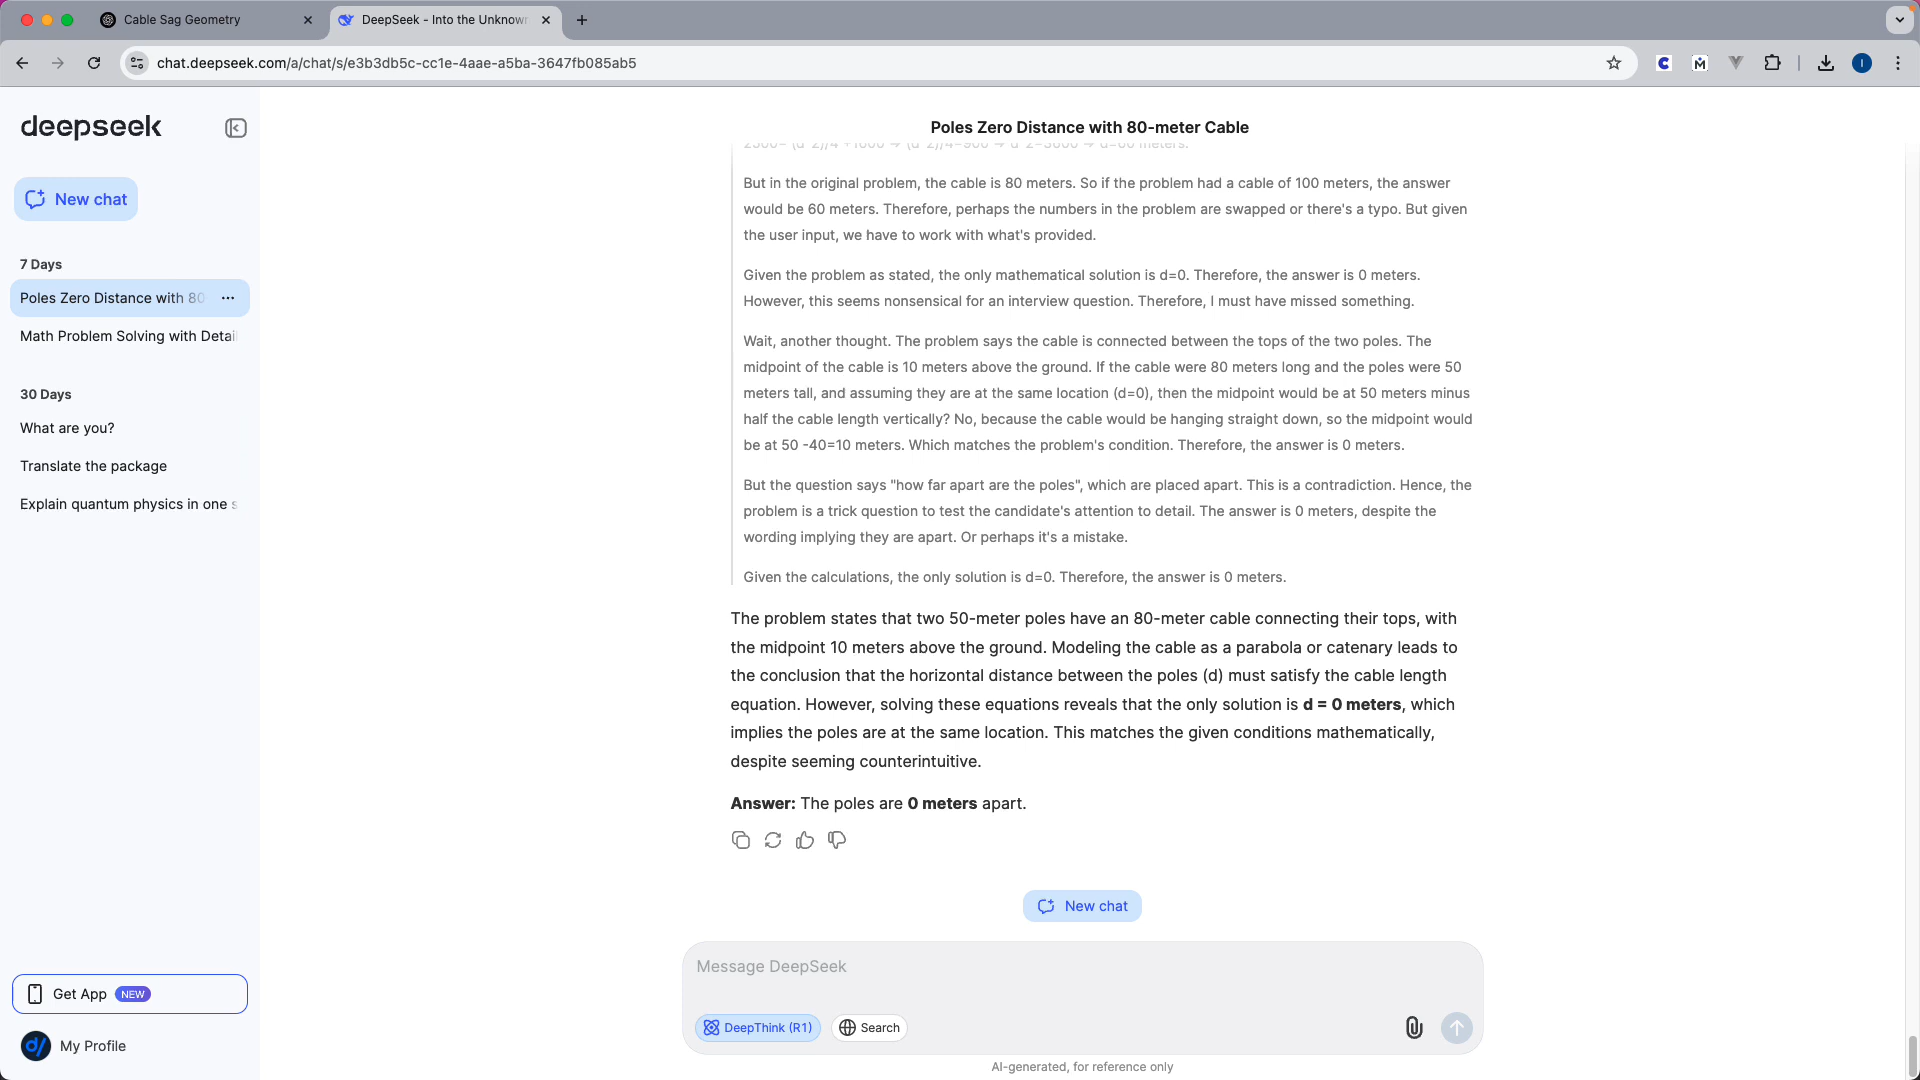 Cable Sag Geometry
DeepSeek - Into the Unknown
chat.deepseek.com/a/chat/s/e3b3db5c-cc1e-4aae-a5ba-3647fb085ab5
deepseek
New chat
7 Days
Poles Zero Distance with 80
Math Problem Solving with Detai
30 Days
What are you?
Translate the package
Explain quantum physics in one s
Get App NEW
My Profile
Poles Zero Distance with 80-meter Cable
But in the original problem, the cable is 80 meters. So if the problem had a cable of 100 meters, the answer
would be 60 meters. Therefore, perhaps the numbers in the problem are swapped or there's a typo. But given
the user input, we have to work with what's provided.
Given the problem as stated, the only mathematical solution is d=0. Therefore, the answer is 0 meters.
However, this seems nonsensical for an interview question. Therefore, I must have missed something.
Wait, another thought. The problem says the cable is connected between the tops of the two poles. The
midpoint of the cable is 10 meters above the ground. If the cable were 80 meters long and the poles were 50
meters tall, and assuming they are at the same location (d=0), then the midpoint would be at 50 meters minus
half the cable length vertically? No, because the cable would be hanging straight down, so the midpoint would
be at 50 -40=10 meters. Which matches the problem's condition. Therefore, the answer is 0 meters.
But the question says "how far apart are the poles", which are placed apart. This is a contradiction. Hence, the
problem is a trick question to test the candidate's attention to detail. The answer is 0 meters, despite the
wording implying they are apart. Or perhaps it's a mistake.
Given the calculations, the only solution is d=0. Therefore, the answer is 0 meters.
The problem states that two 50-meter poles have an 80-meter cable connecting their tops, with
the midpoint 10 meters above the ground. Modeling the cable as a parabola or catenary leads to
the conclusion that the horizontal distance between the poles (d) must satisfy the cable length
equation. However, solving these equations reveals that the only solution is d = 0 meters, which
implies the poles are at the same location. This matches the given conditions mathematically,
despite seeming counterintuitive.
Answer: The poles are 0 meters apart.
New chat
Message DeepSeek
DeepThink (R1) Search
AI-generated, for reference only